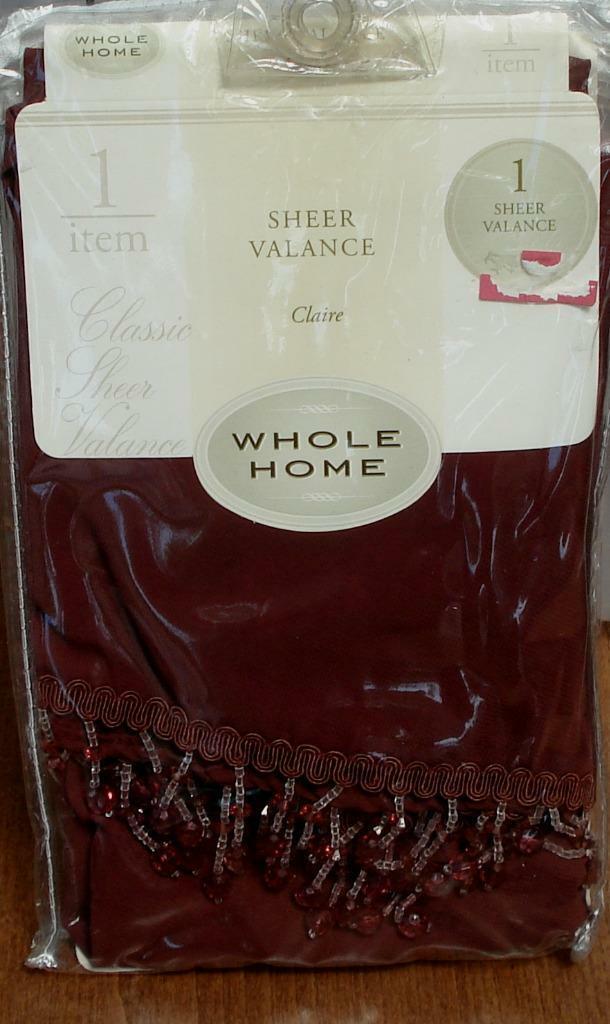 WHOLE
HOME
1
item
1
item
SHEER
VALANCE
1
SHEER
VALANCE
Claire
Classic
Sheer
Valance
WHOLE
HOME